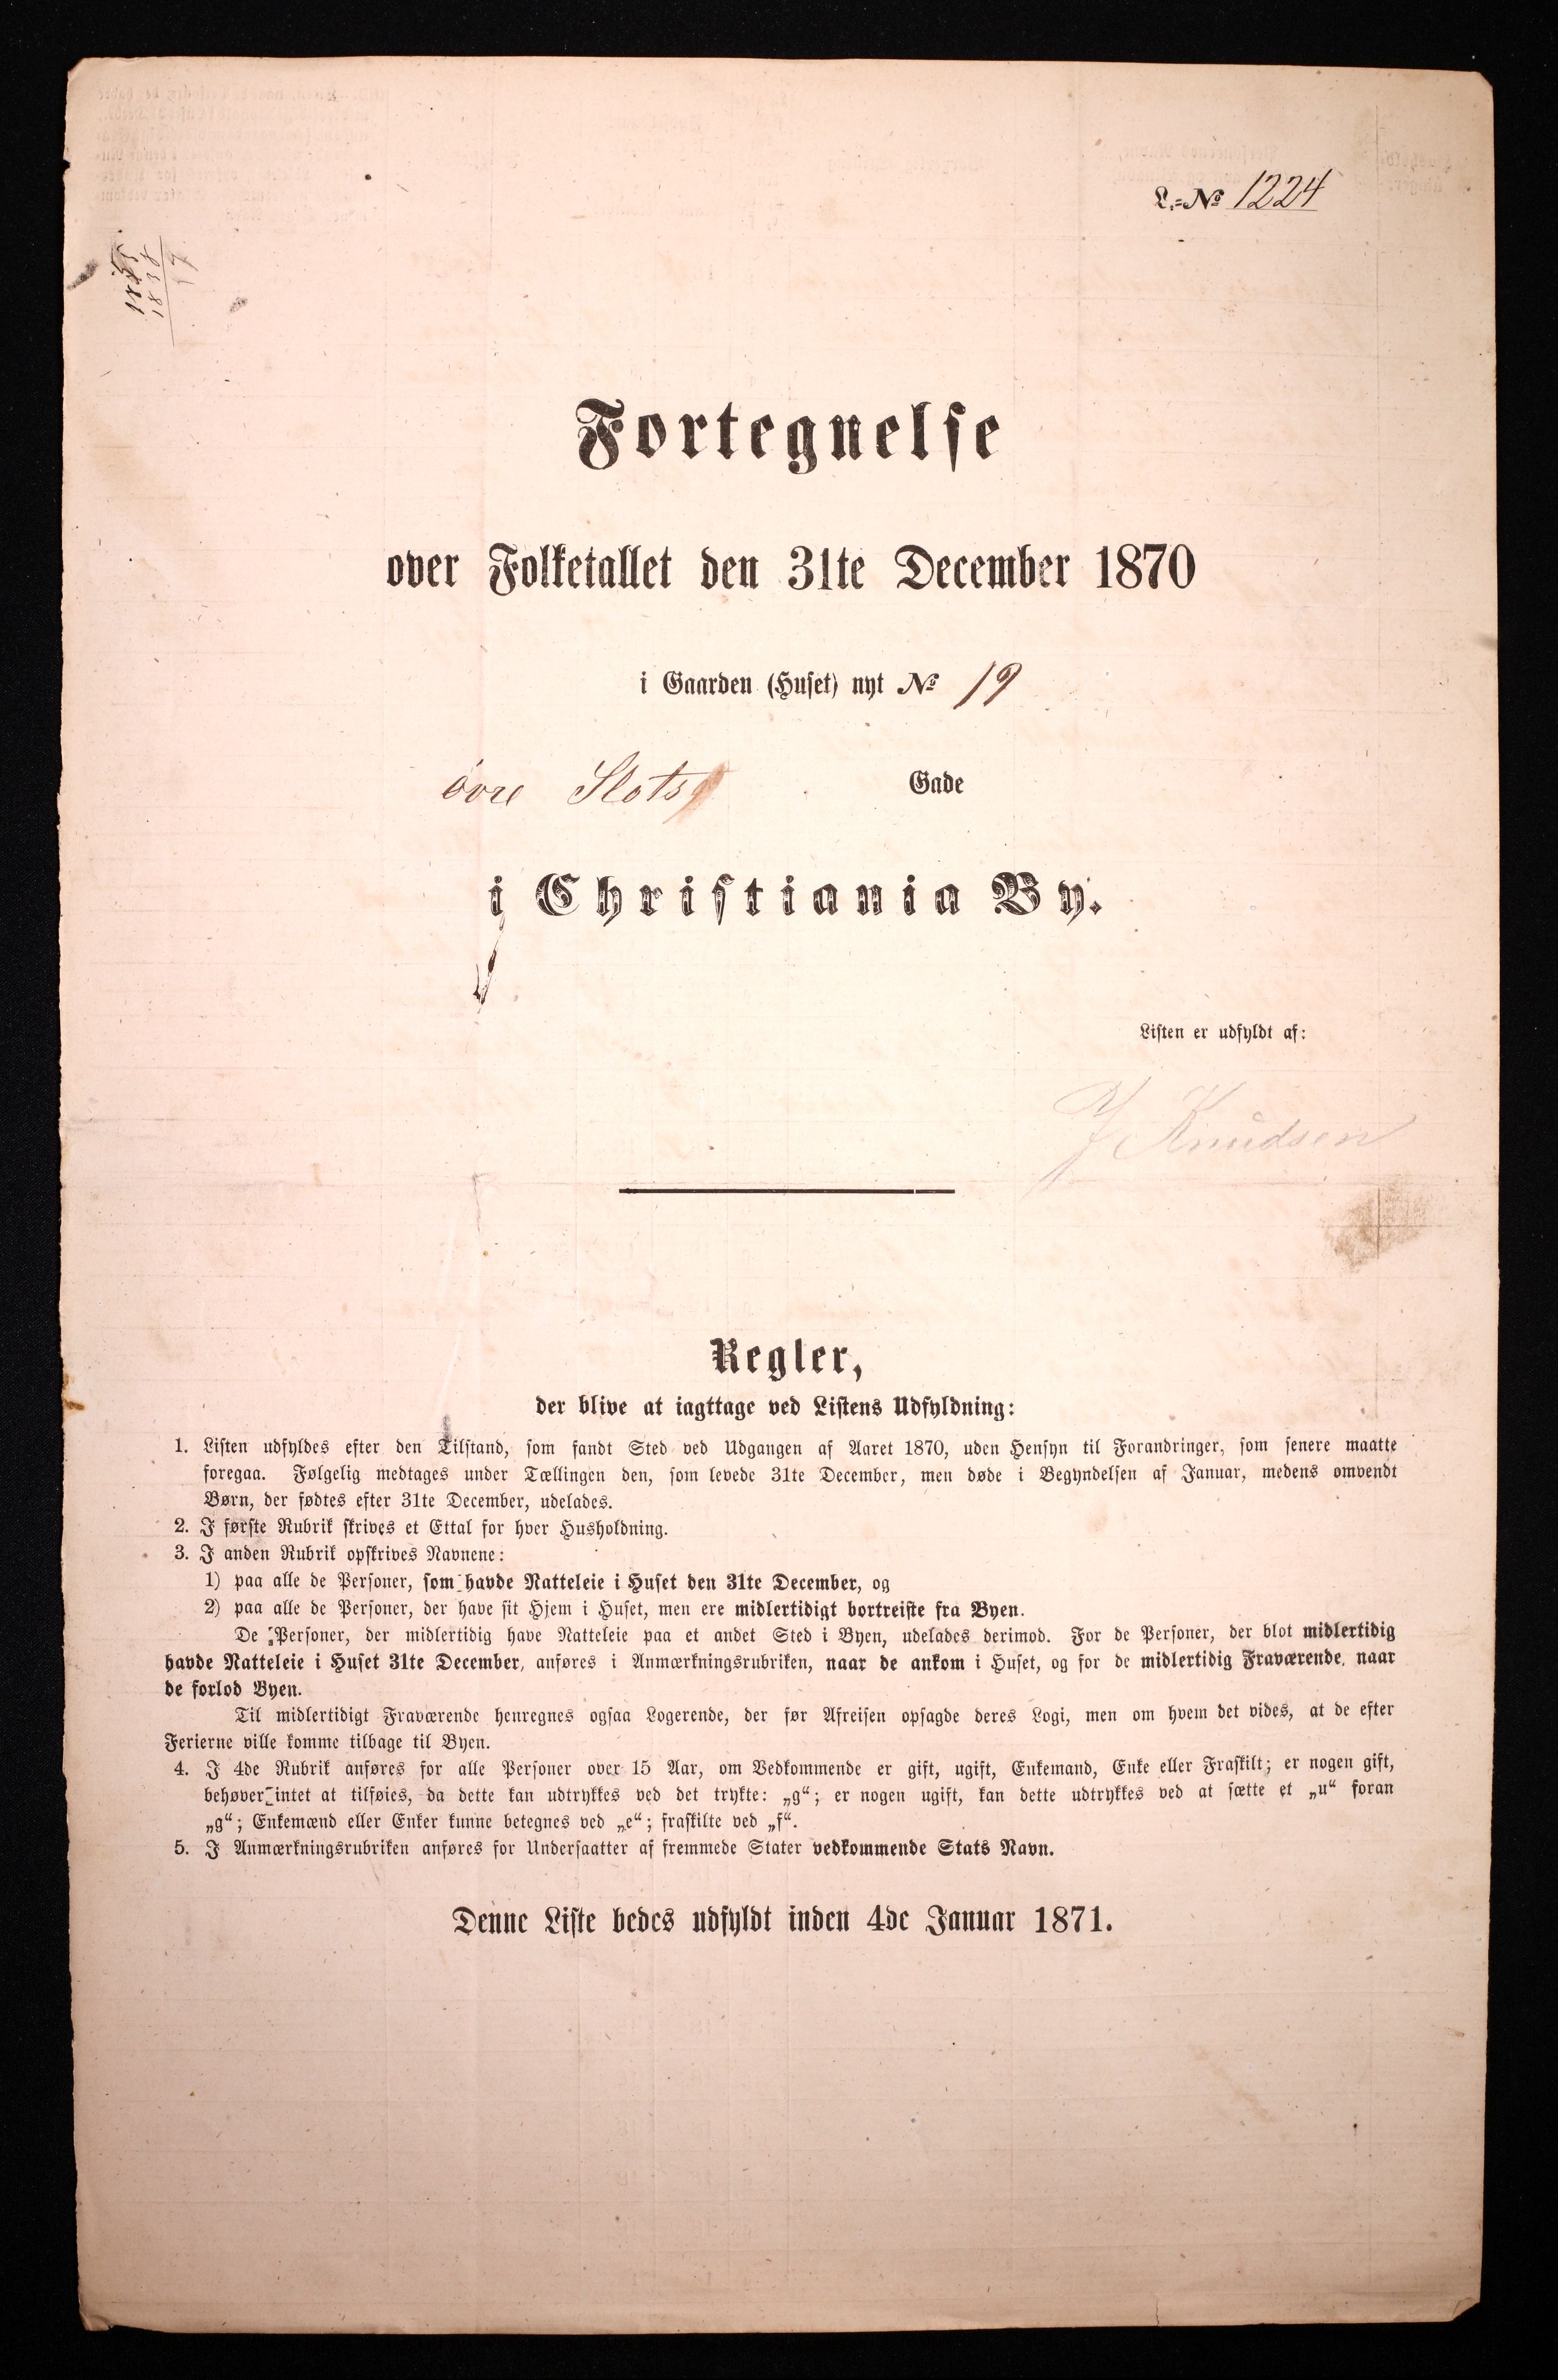 L.=№ 1224
1838
17
Fortegnelse
over Folketallet den 31te December 1870
i Gaarden (Huset) nyt № 19
övre Slotsg Gade
i Christiania By.
Listen er udfyldt af:
Knudsen
Regler,
der blive at iagttage ved Listens Udfyldning:
1. Listen udfyldes efter den Tilstand, som fandt Sted ved Udgangen af Aaret 1870, uden Hensyn til Forandringer, som senere maatte
foregaa. Følgelig medtages under Tællingen den, som levede 31te December, men døde i Begyndelsen af Januar, medens omvendt
Børn, der fødtes efter 31te December, udelades.
2. I første Rubrik skrives et Ettal for hver Husholdning.
3. I anden Rubrik opskrives Navnene:
1) paa alle de Personer, som havde Natteleie i Huset den 31te December, og
2) paa alle de Personer, der have sit Hjem i Huset, men ere midlertidigt bortreiste fra Byen.
De Personer, der midlertidig have Natteleie paa et andet Sted i Byen, udelades derimod. For de Personer, der blot midlertidig
havde Natteleie i Huset 31te December, anføres i Anmærkningsrubriken, naar de ankom i Huset, og for de midlertidig Fraværende, naar
de forlod Byen.
Til midlertidigt Fraværende henregnes ogsaa Logerende, der før Afreisen opsagde deres Logi, men om hvem det vides, at de efter
Ferierne ville komme tilbage til Byen.
4. I 4de Rubrik anføres for alle Personer over 15 Aar, om Vedkommende er gift, ugift, Enkemand, Enke eller Fraskilt; er nogen gift,
behøver intet at tilføies, da dette kan udtrykkes ved det trykte: „g“; er nogen ugift, kan dette udtrykkes ved at sætte et „u“ foran
„g“; Enkemænd eller Enker kunne betegnes ved „e“; fraskilte ved „f“.
5. I Anmærkningsrubriken anføres for Undersaatter af fremmede Stater vedkommende Stats Navn.
Denne Liste bedes udfyldt inden 4de Januar 1871.